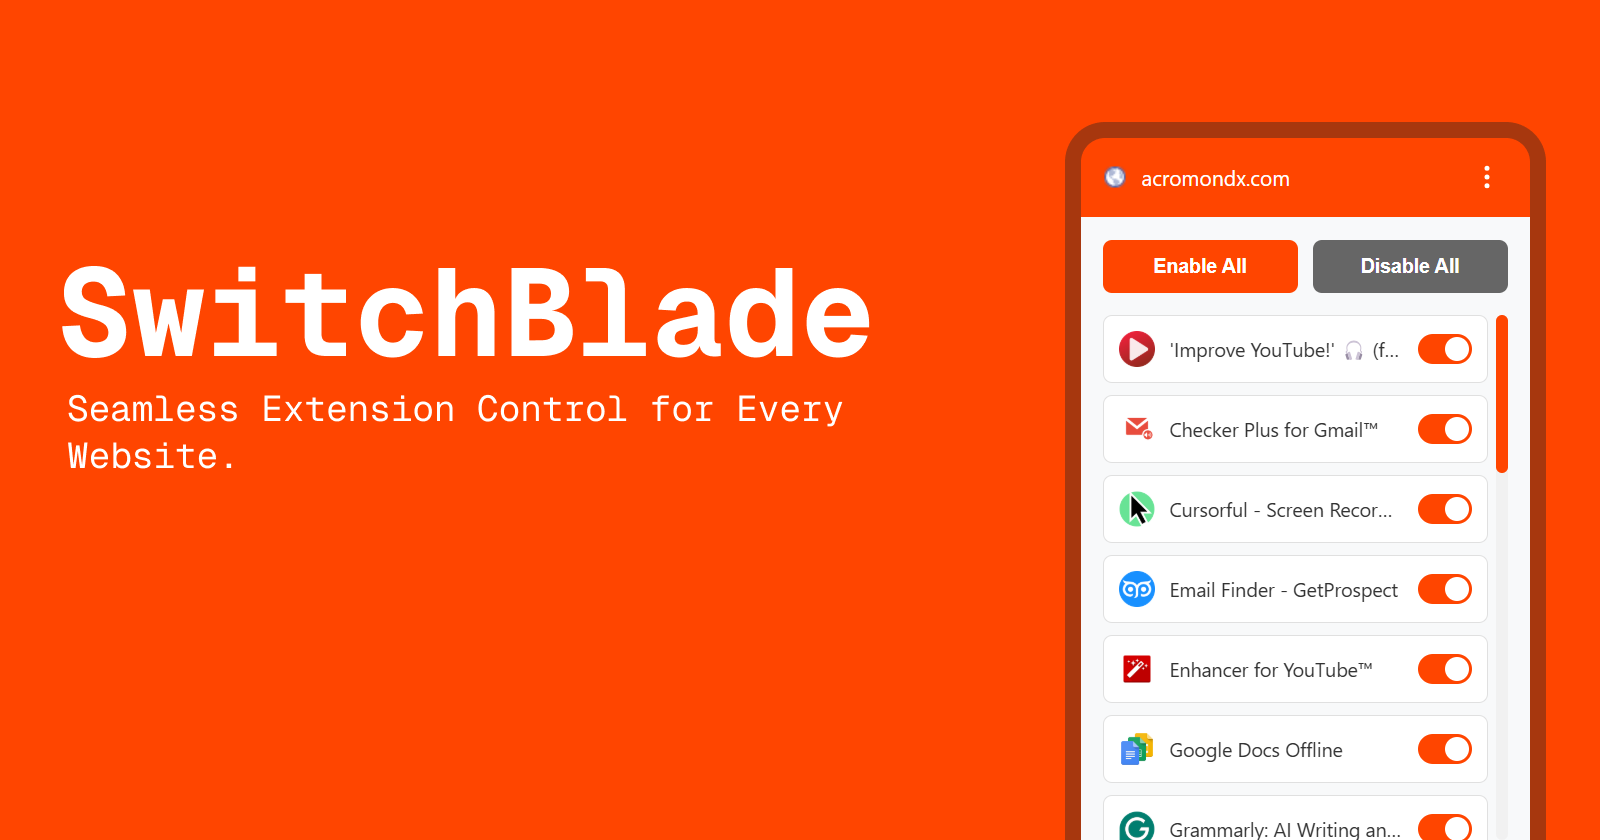 SwitchBlade
Seamless Extension Control for Every
Website.
acromondx.com
Enable All
Disable All
'Improve YouTube!' 🎧 (f...
Checker Plus for Gmail™
Cursorful - Screen Recor...
Email Finder - GetProspect
Enhancer for YouTube™
Google Docs Offline
Grammarly: AI Writing an...